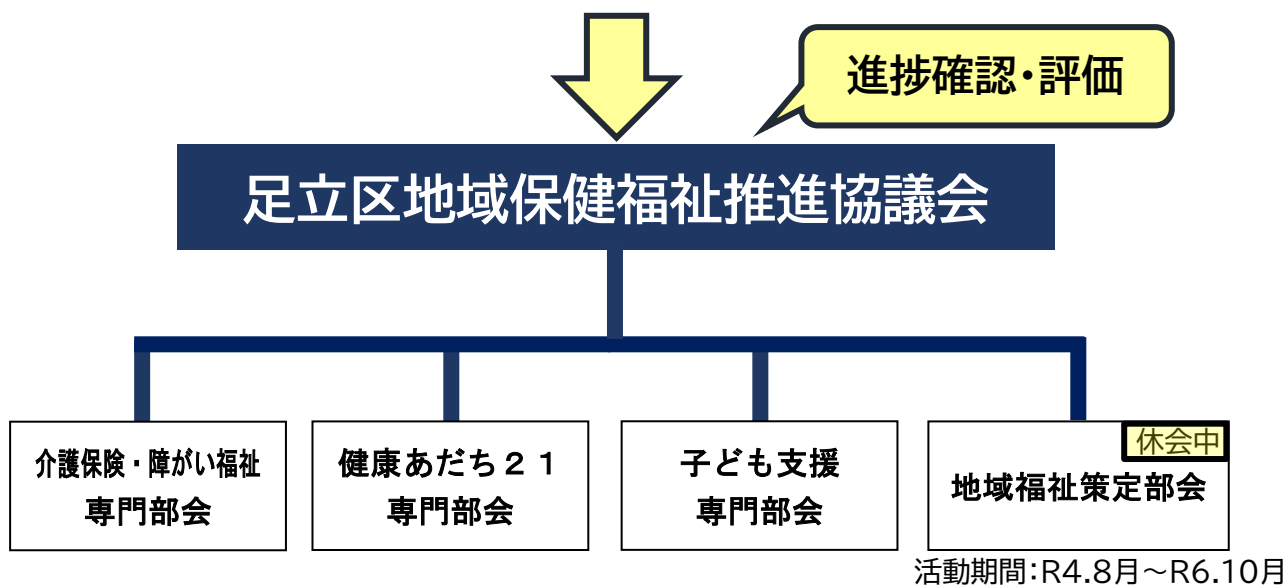 進捗確認・評価
足立区地域保健福祉推進協議会
介護保険・障がい福祉
専門部会
健康あだち２１
専門部会
子ども支援
専門部会
休会中
地域福祉策定部会
活動期間：R4.8月～R6.10月